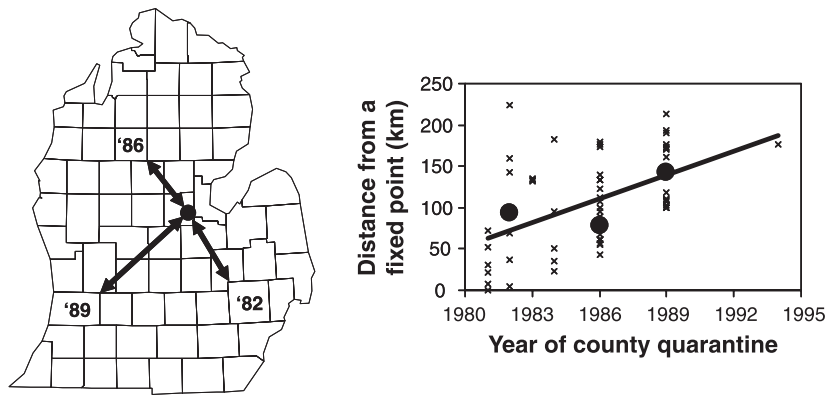 ‘86
‘89
‘82
Distance from a
fixed point (km)
250
200
150
100
50
0
1980 1983 1986 1989 1992 1995
Year of county quarantine